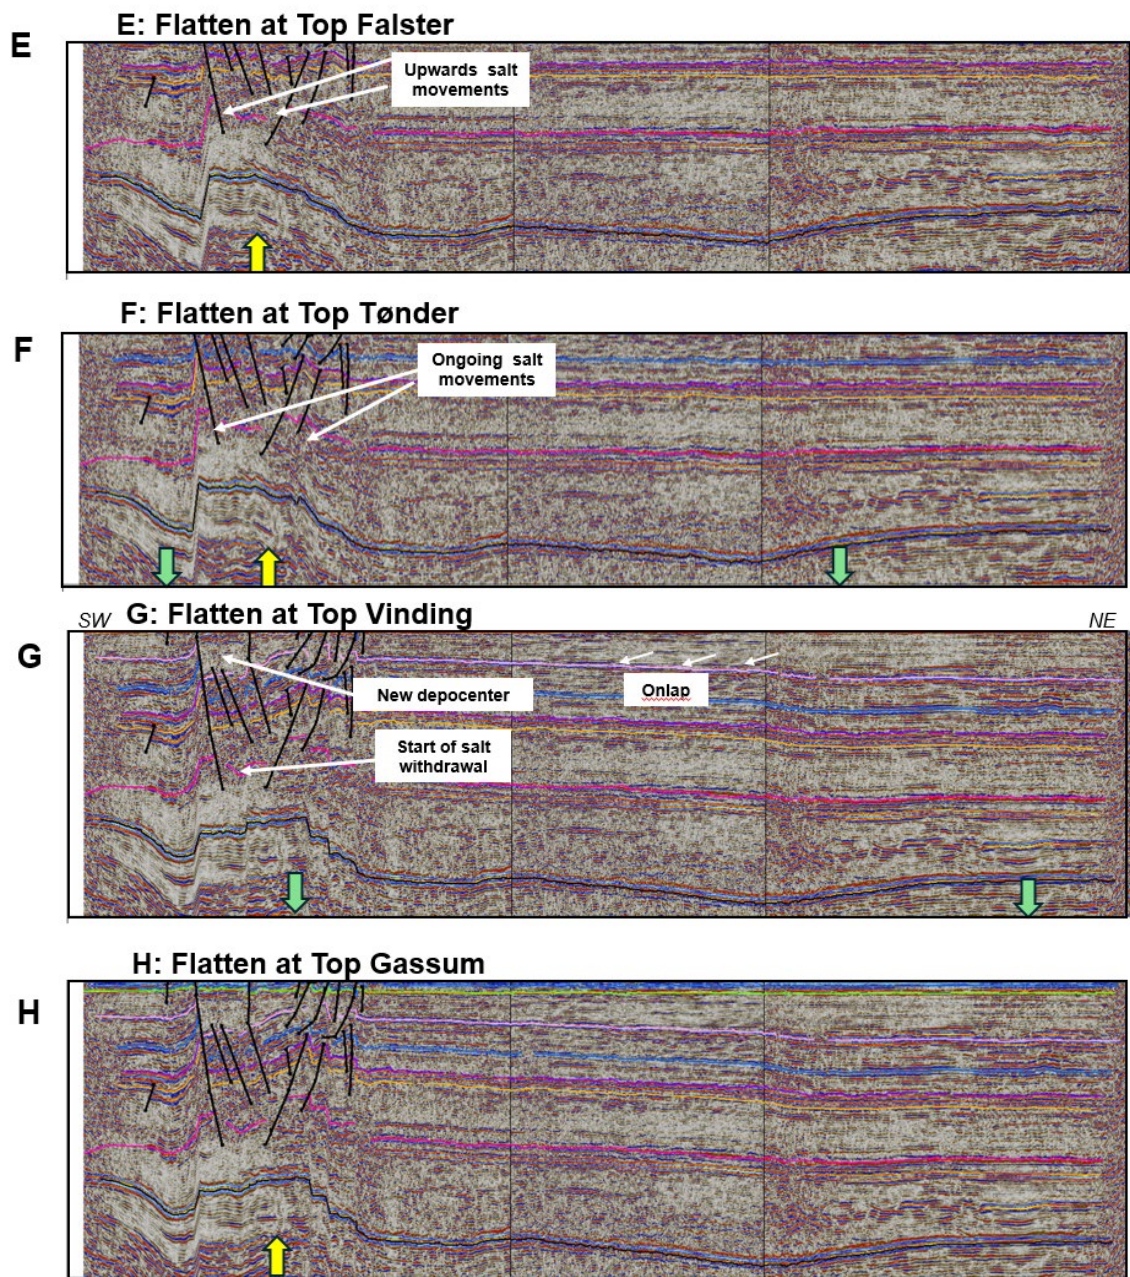 E: Flatten at Top Falster
E
Upwards salt
movements
F: Flatten at Top Tønder
F
Ongoing salt
movements
SW
G: Flatten at Top Vinding
NE
G
New depocenter
Onlap
Start of salt
withdrawal
H: Flatten at Top Gassum
H